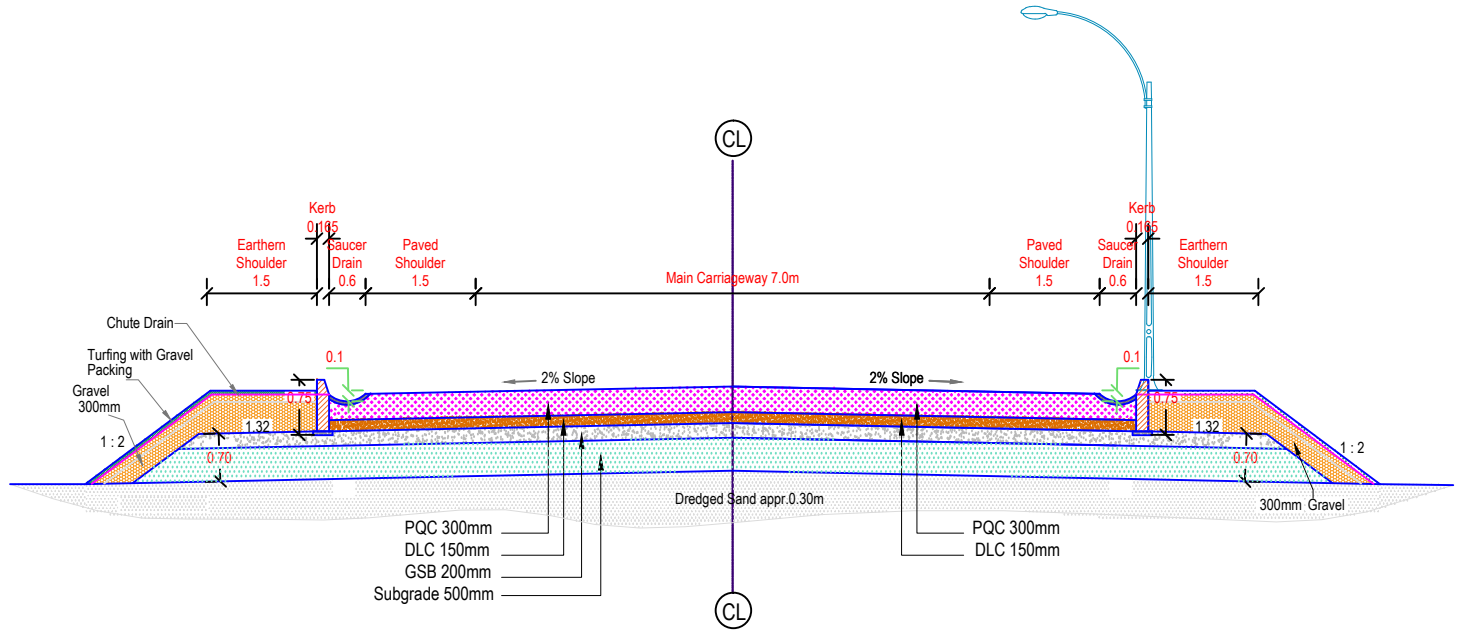 CL
Kerb
0.165
Earthern
Shoulder
1.5
Saucer
Drain
0.6
Paved
Shoulder
1.5
Main Carriageway 7.0m
Paved
Shoulder
1.5
Saucer
Drain
0.6
Kerb
0.165
Earthern
Shoulder
1.5
Chute Drain
Turfing with Gravel
Packing
Gravel
300mm
1 : 2
0.1
0.75
1.32
0.70
2% Slope
2% Slope
0.1
0.75
1.32
0.70
1 : 2
300mm Gravel
Dredged Sand appr.0.30m
PQC 300mm
DLC 150mm
GSB 200mm
Subgrade 500mm
PQC 300mm
DLC 150mm
CL